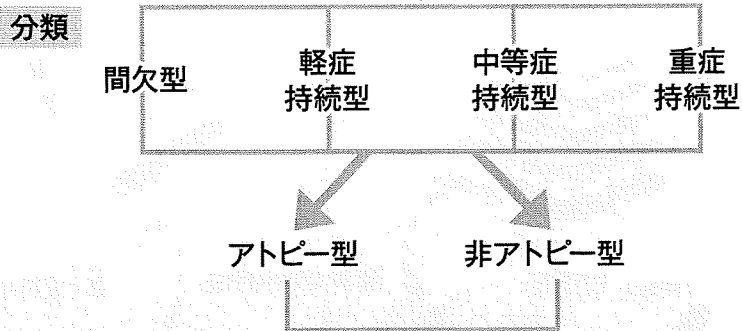 分類
間欠型
軽症
持続型
中等症
持続型
重症
持続型
アトピー型
非アトピー型